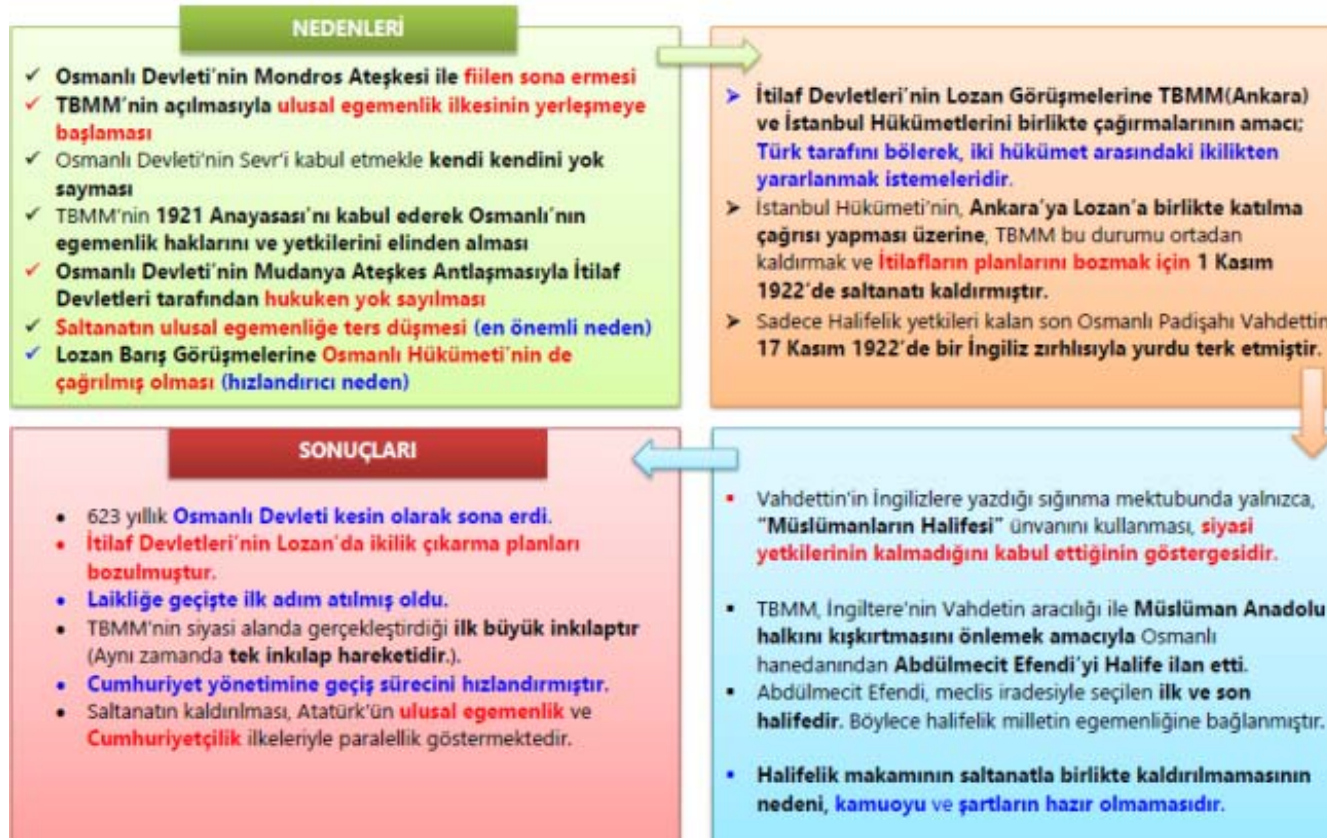 NEDENLERİ
Osmanlı Devleti'nin Mondros Ateşkesi ile fiilen sona ermesi
TBMM'nin açılmasıyla ulusal egemenlik ilkesinin yerleşmeye
başlaması
Osmanlı Devleti'nin Sevr'i kabul etmekle kendi kendini yok
sayması
TBMM'nin 1921 Anayasası'nı kabul ederek Osmanlı'nın
egemenlik haklarını ve yetkilerini elinden alması
Osmanlı Devleti'nin Mudanya Ateşkes Antlaşmasıyla İtilaf
Devletleri tarafından hukuken yok sayılması
Saltanatın ulusal egemenliğe ters düşmesi (en önemli neden)
Lozan Barış Görüşmelerine Osmanlı Hükümeti'nin de
çağrılmış olması (hızlandırıcı neden)
İtilaf Devletleri'nin Lozan Görüşmelerine TBMM(Ankara)
ve İstanbul Hükümetlerini birlikte çağırmalarının amacı;
Türk tarafını bölerek, iki hükümet arasındaki ikilikten
yararlanmak istemeleridir.
İstanbul Hükümeti'nin, Ankara'ya Lozan'a birlikte katılma
çağrısı yapması üzerine, TBMM bu durumu ortadan
kaldırmak ve İtilafların planlarını bozmak için 1 Kasım
1922'de saltanatı kaldırmıştır.
Sadece Halifelik yetkileri kalan son Osmanlı Padişahı Vahdettin
17 Kasım 1922'de bir İngiliz zırhlısıyla yurdu terk etmiştir.
Vahdettin'in İngilizlere yazdığı sığınma mektubunda yalnızca,
"Müslümanların Halifesi" ünvanını kullanması, siyasi
yetkilerinin kalmadığını kabul ettiğinin göstergesidir.
TBMM, İngiltere'nin Vahdetin aracılığı ile Müslüman Anadolu
halkını kışkırtmasını önlemek amacıyla Osmanlı
hanedanından Abdülmecit Efendi'yi Halife ilan etti.
Abdülmecit Efendi, meclis iradesiyle seçilen ilk ve son
halifedir. Böylece halifelik milletin egemenliğine bağlanmıştır.
Halifelik makamının saltanatla birlikte kaldırılmamasının
nedeni, kamuoyu ve şartların hazır olmamasıdır.
SONUÇLARI
623 yıllık Osmanlı Devleti kesin olarak sona erdi.
İtilaf Devletleri'nin Lozan'da ikilik çıkarma planları
bozulmuştur.
Laikliğe geçişte ilk adım atılmış oldu.
TBMM'nin siyasi alanda gerçekleştirdiği ilk büyük inkılaptır
(Aynı zamanda tek inkılap hareketidir.).
Cumhuriyet yönetimine geçiş sürecini hızlandırmıştır.
Saltanatın kaldırılması, Atatürk'ün ulusal egemenlik ve
Cumhuriyetçilik ilkeleriyle paralellik göstermektedir.